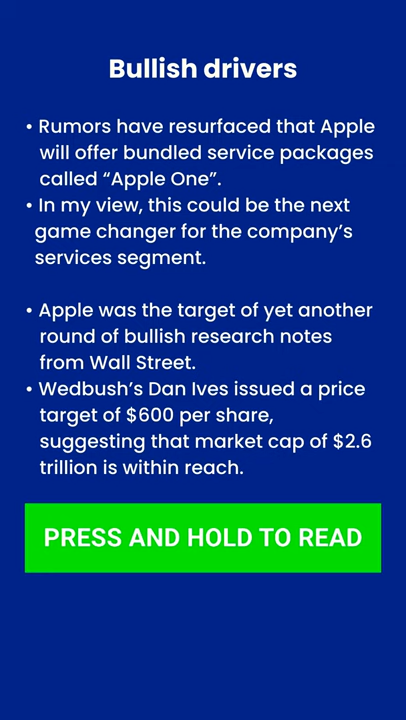 Bullish drivers
• Rumors have resurfaced that Apple
will offer bundled service packages
called “Apple One”.
• In my view, this could be the next
game changer for the company’s
services segment.
• Apple was the target of yet another
round of bullish research notes
from Wall Street.
• Wedbush’s Dan Ives issued a price
target of $600 per share,
suggesting that market cap of $2.6
trillion is within reach.
PRESS AND HOLD TO READ